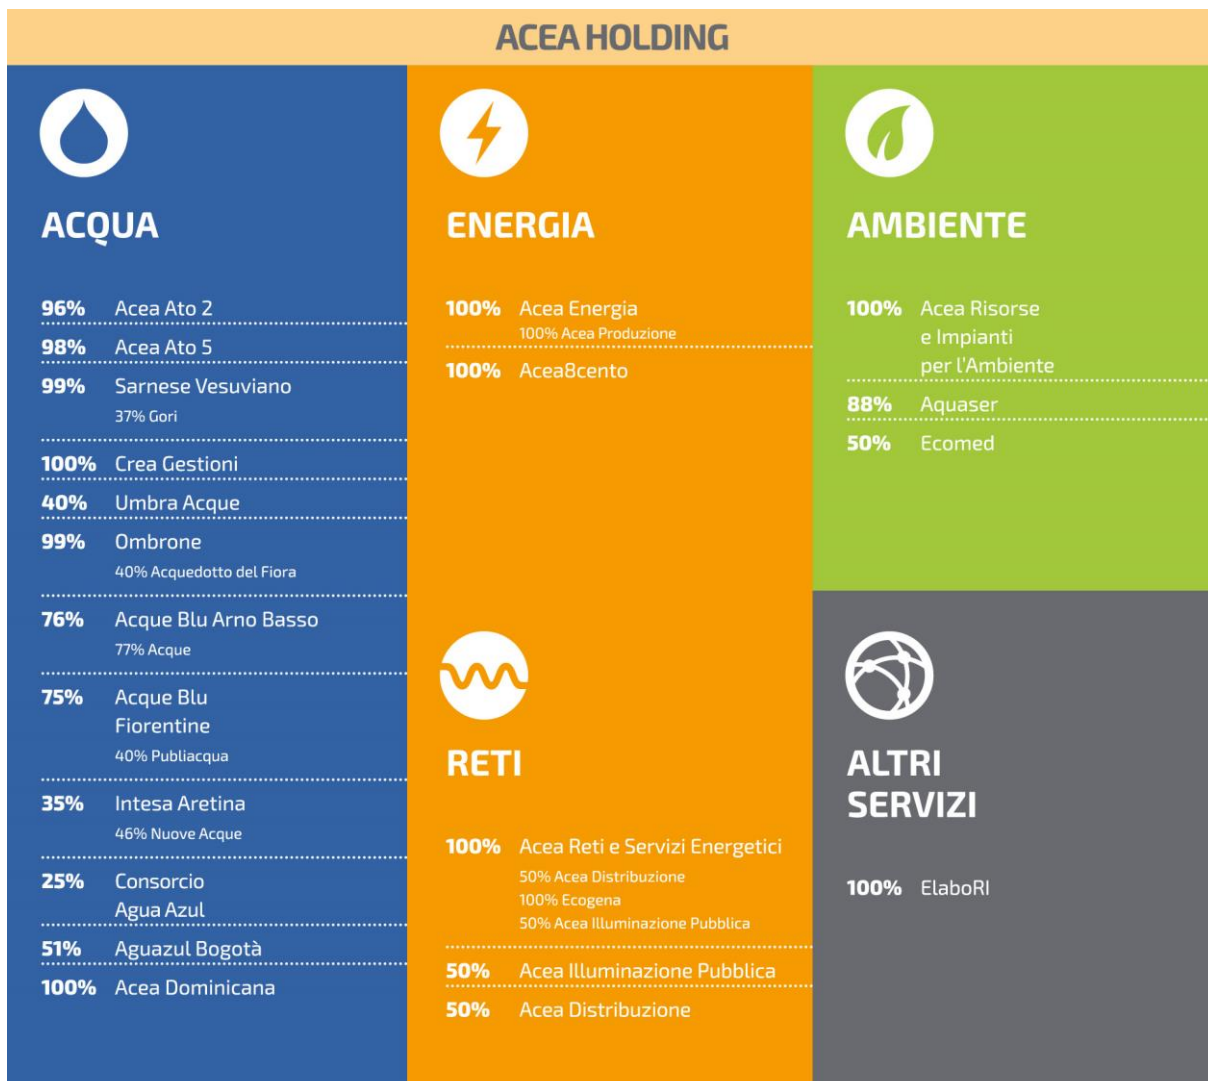 ACEA HOLDING
ACQUA
96% Acea Ato 2
98% Acea Ato 5
99% Sarnese Vesuviano
37% Gori
100% Crea Gestioni
40% Umbra Acque
99% Ombrone
40% Acquedotto del Fiora
76% Acque Blu Arno Basso
77% Acque
75% Acque Blu
Fiorentine
40% Publiacqua
35% Intesa Aretina
46% Nuove Acque
25% Consorcio
Agua Azul
51% Aguazul Bogotà
100% Acea Dominicana
ENERGIA
100% Acea Energia
100% Acea Produzione
100% Acea8cento
RETI
100% Acea Reti e Servizi Energetici
50% Acea Distribuzione
100% Ecogena
50% Acea Illuminazione Pubblica
50% Acea Illuminazione Pubblica
50% Acea Distribuzione
AMBIENTE
100% Acea Risorse
e Impianti
per l'Ambiente
88% Aquaser
50% Ecomed
ALTRI
SERVIZI
100% ElaboRI